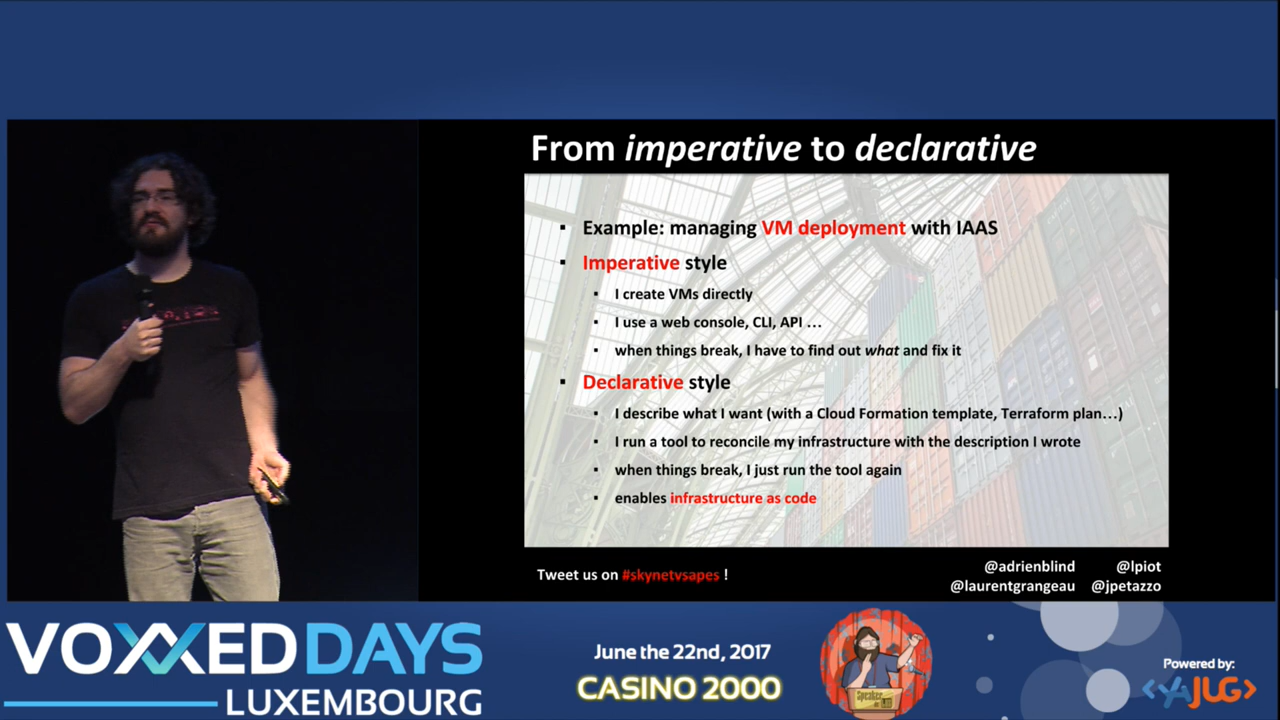 From imperative to declarative
Example: managing VM deployment with IAAS
Imperative style
I create VMs directly
I use a web console, CLI, API …
when things break, I have to find out what and fix it
Declarative style
I describe what I want (with a Cloud Formation template, Terraform plan…)
I run a tool to reconcile my infrastructure with the description I wrote
when things break, I just run the tool again
enables infrastructure as code
Tweet us on #skynetvsapes !
@adrienblind @lpiot
@laurentgrangeau @jpetazzo
VOXXED DAYS
LUXEMBOURG
June the 22nd, 2017
CASINO 2000
Speaker
Powered by:
YAJUG